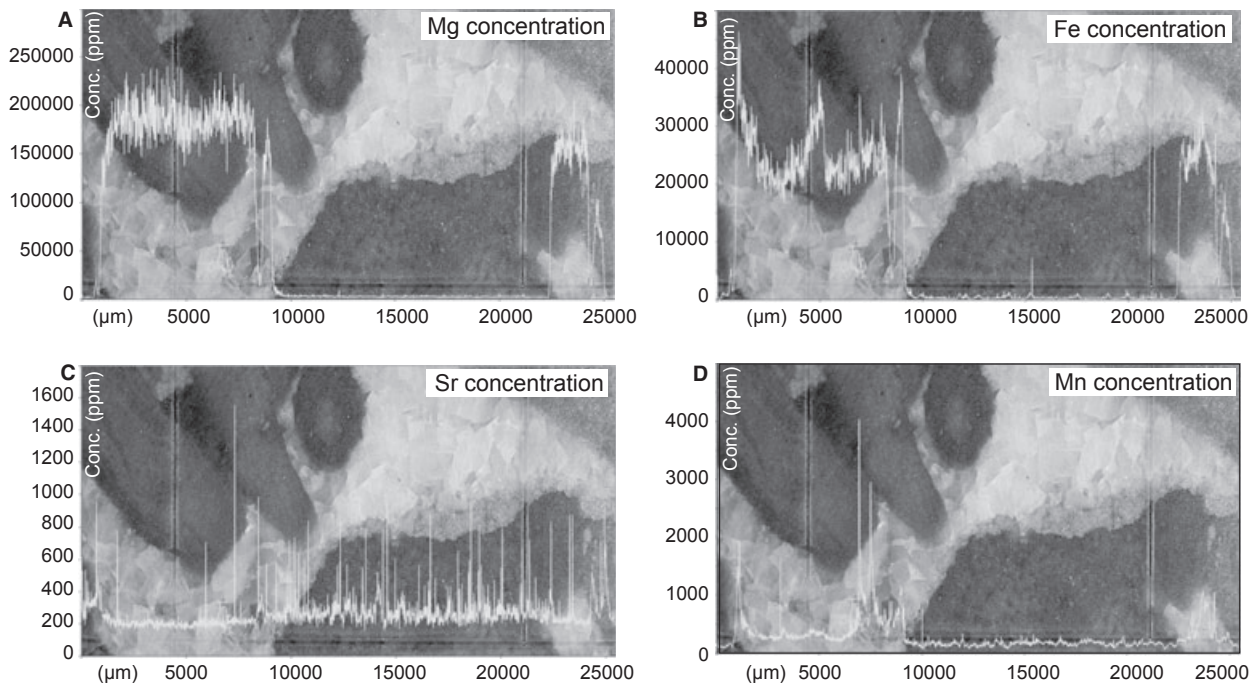 A
Mg concentration
Conc. (ppm)
250000
200000
150000
100000
50000
0
(µm) 5000 10000 15000 20000 25000
B
Fe concentration
Conc. (ppm)
40000
30000
20000
10000
0
(µm) 5000 10000 15000 20000 25000
C
Sr concentration
Conc. (ppm)
1600
1400
1200
1000
800
600
400
200
0
(µm) 5000 10000 15000 20000 25000
D
Mn concentration
Conc. (ppm)
4000
3000
2000
1000
0
(µm) 5000 10000 15000 20000 25000